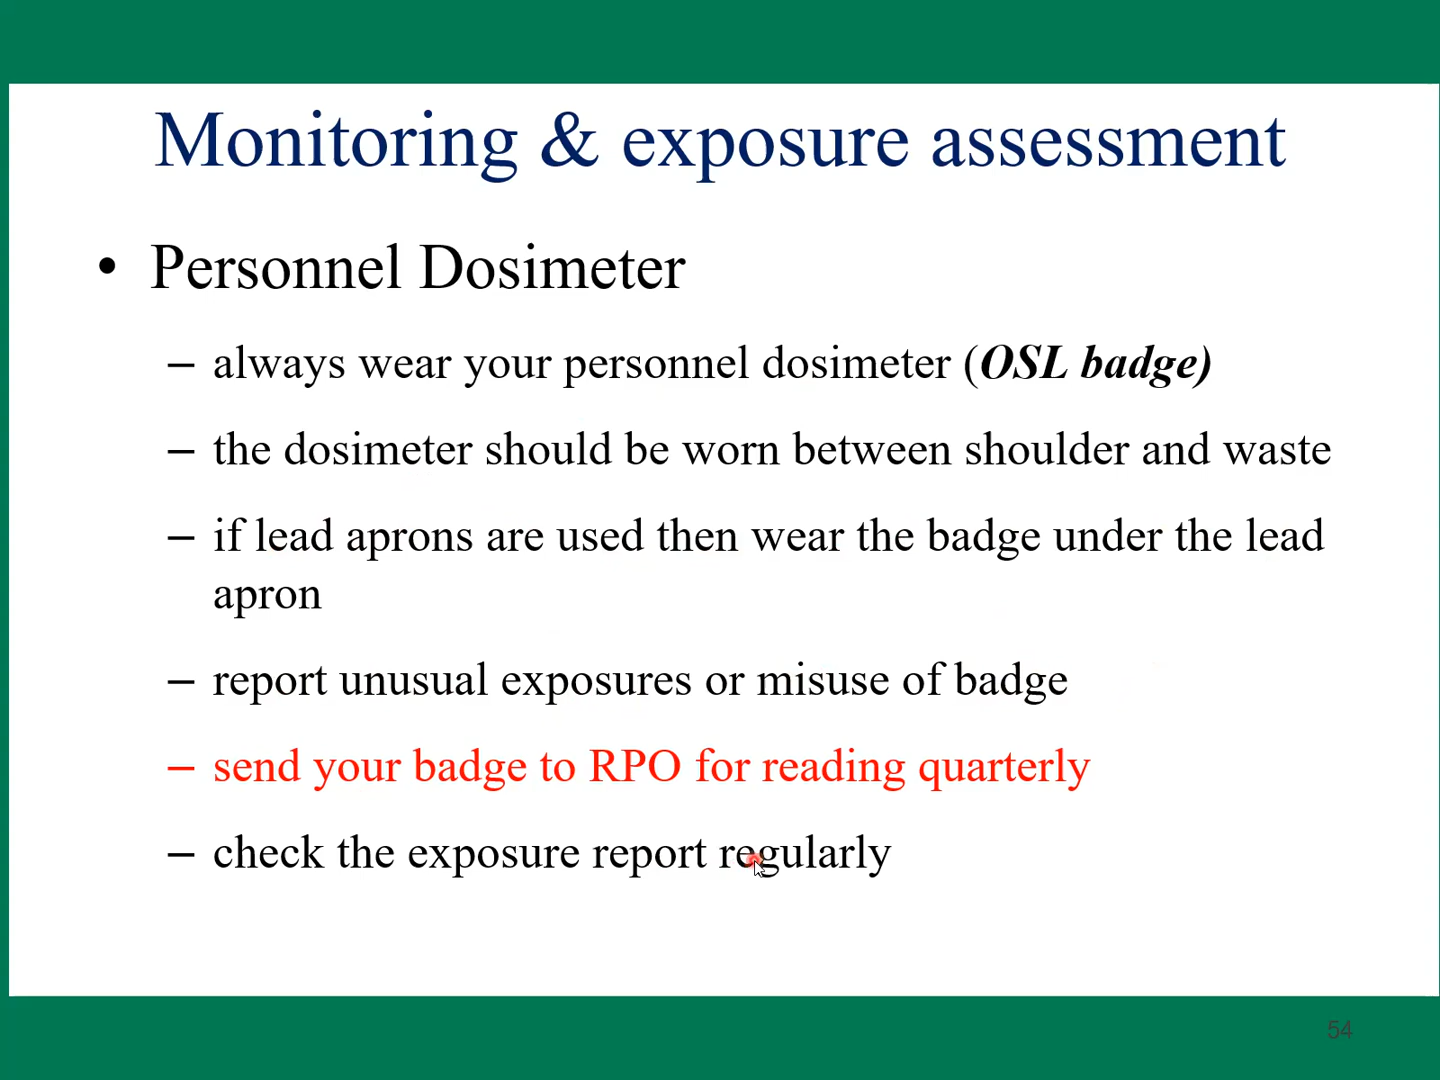 Monitoring & exposure assessment
• Personnel Dosimeter
– always wear your personnel dosimeter (OSL badge)
– the dosimeter should be worn between shoulder and waste
– if lead aprons are used then wear the badge under the lead
apron
– report unusual exposures or misuse of badge
– send your badge to RPO for reading quarterly
– check the exposure report regularly
54